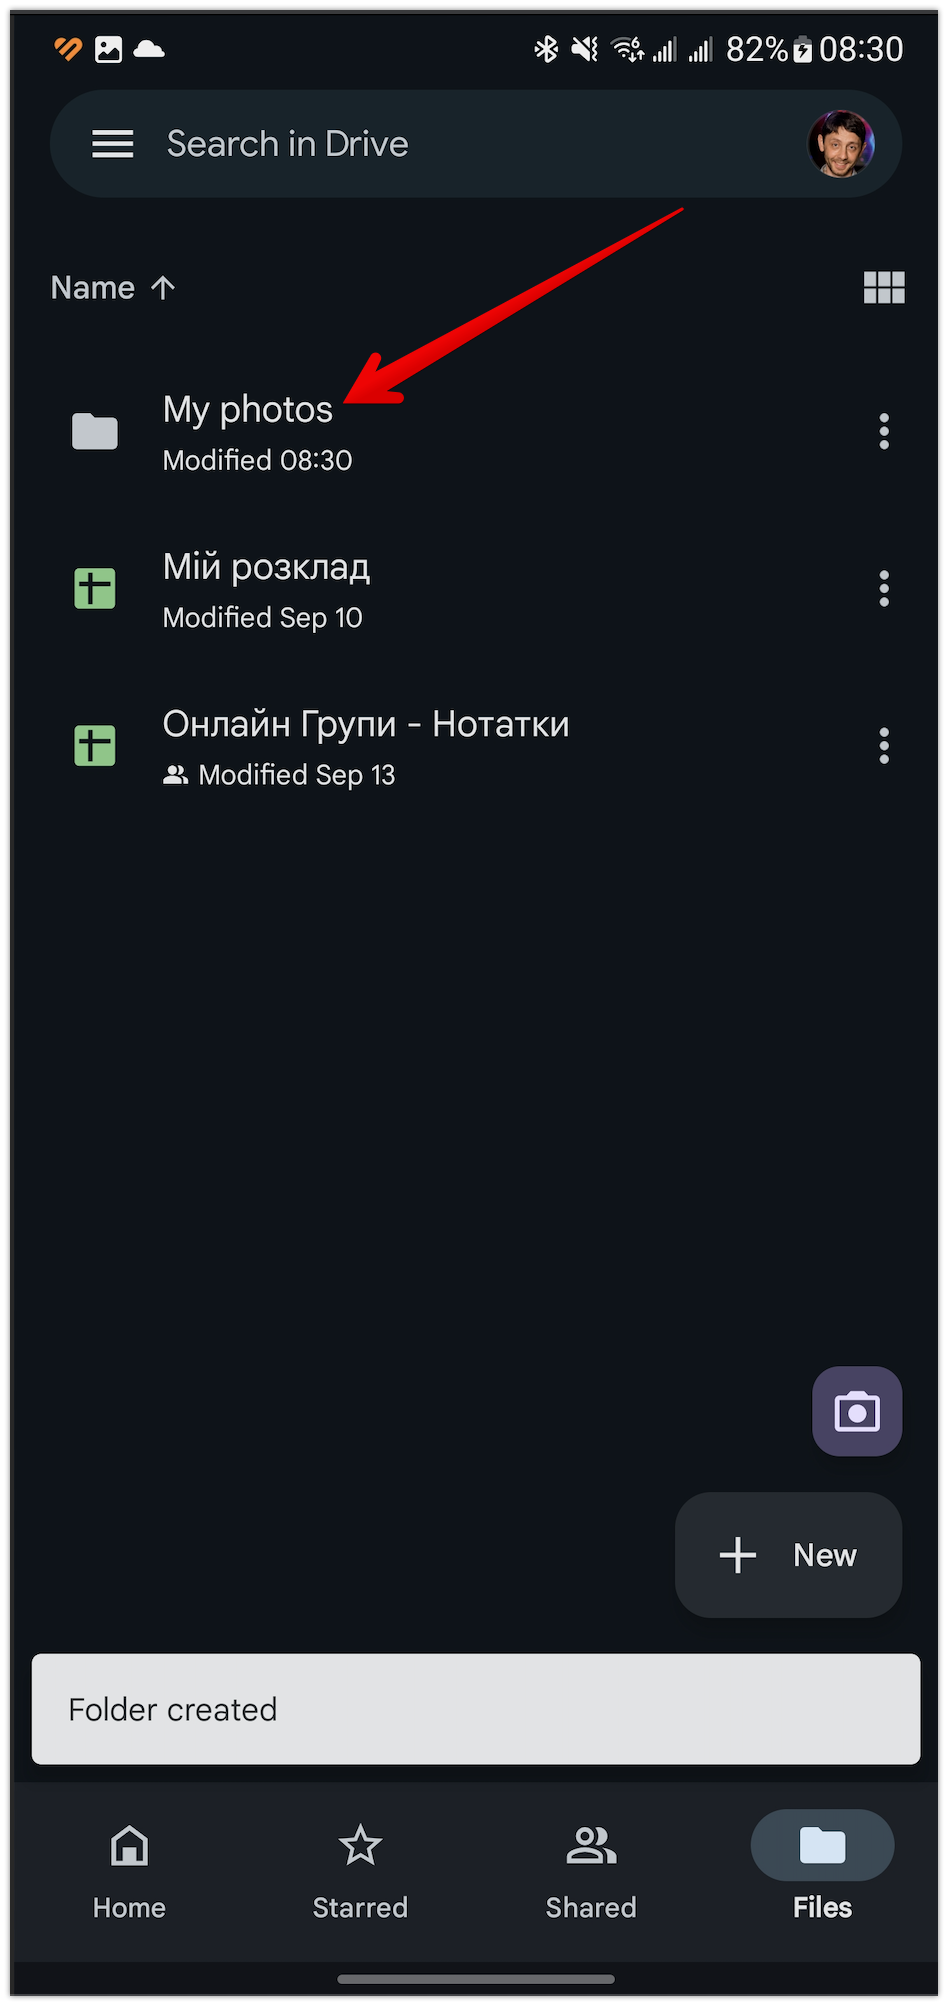 82% 08:30
Search in Drive
Name
My photos
Modified 08:30
Мій розклад
Modified Sep 10
Онлайн Групи - Нотатки
Modified Sep 13
New
Folder created
Home Starred Shared Files